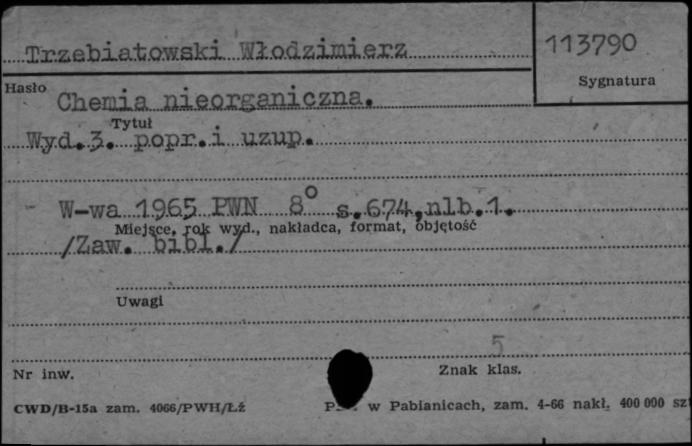 Trzebiatowski Włodzimierz
113790
Hasło
Sygnatura
Chemia nieorganiczna.
Tytuł
Wyd.3. popr.i uzup.
W-wa 1965 PWN 8° s.674,nlb.1.
Miejsce, rok wyd., nakładca, format, objętość
/Zaw. bibl./
Uwagi
5
Nr inw.
Znak klas.
CWD/B-15a zam. 4066/PWH/Łź
w Pabianicach, zam. 4-66 nakł. 400 000 szt